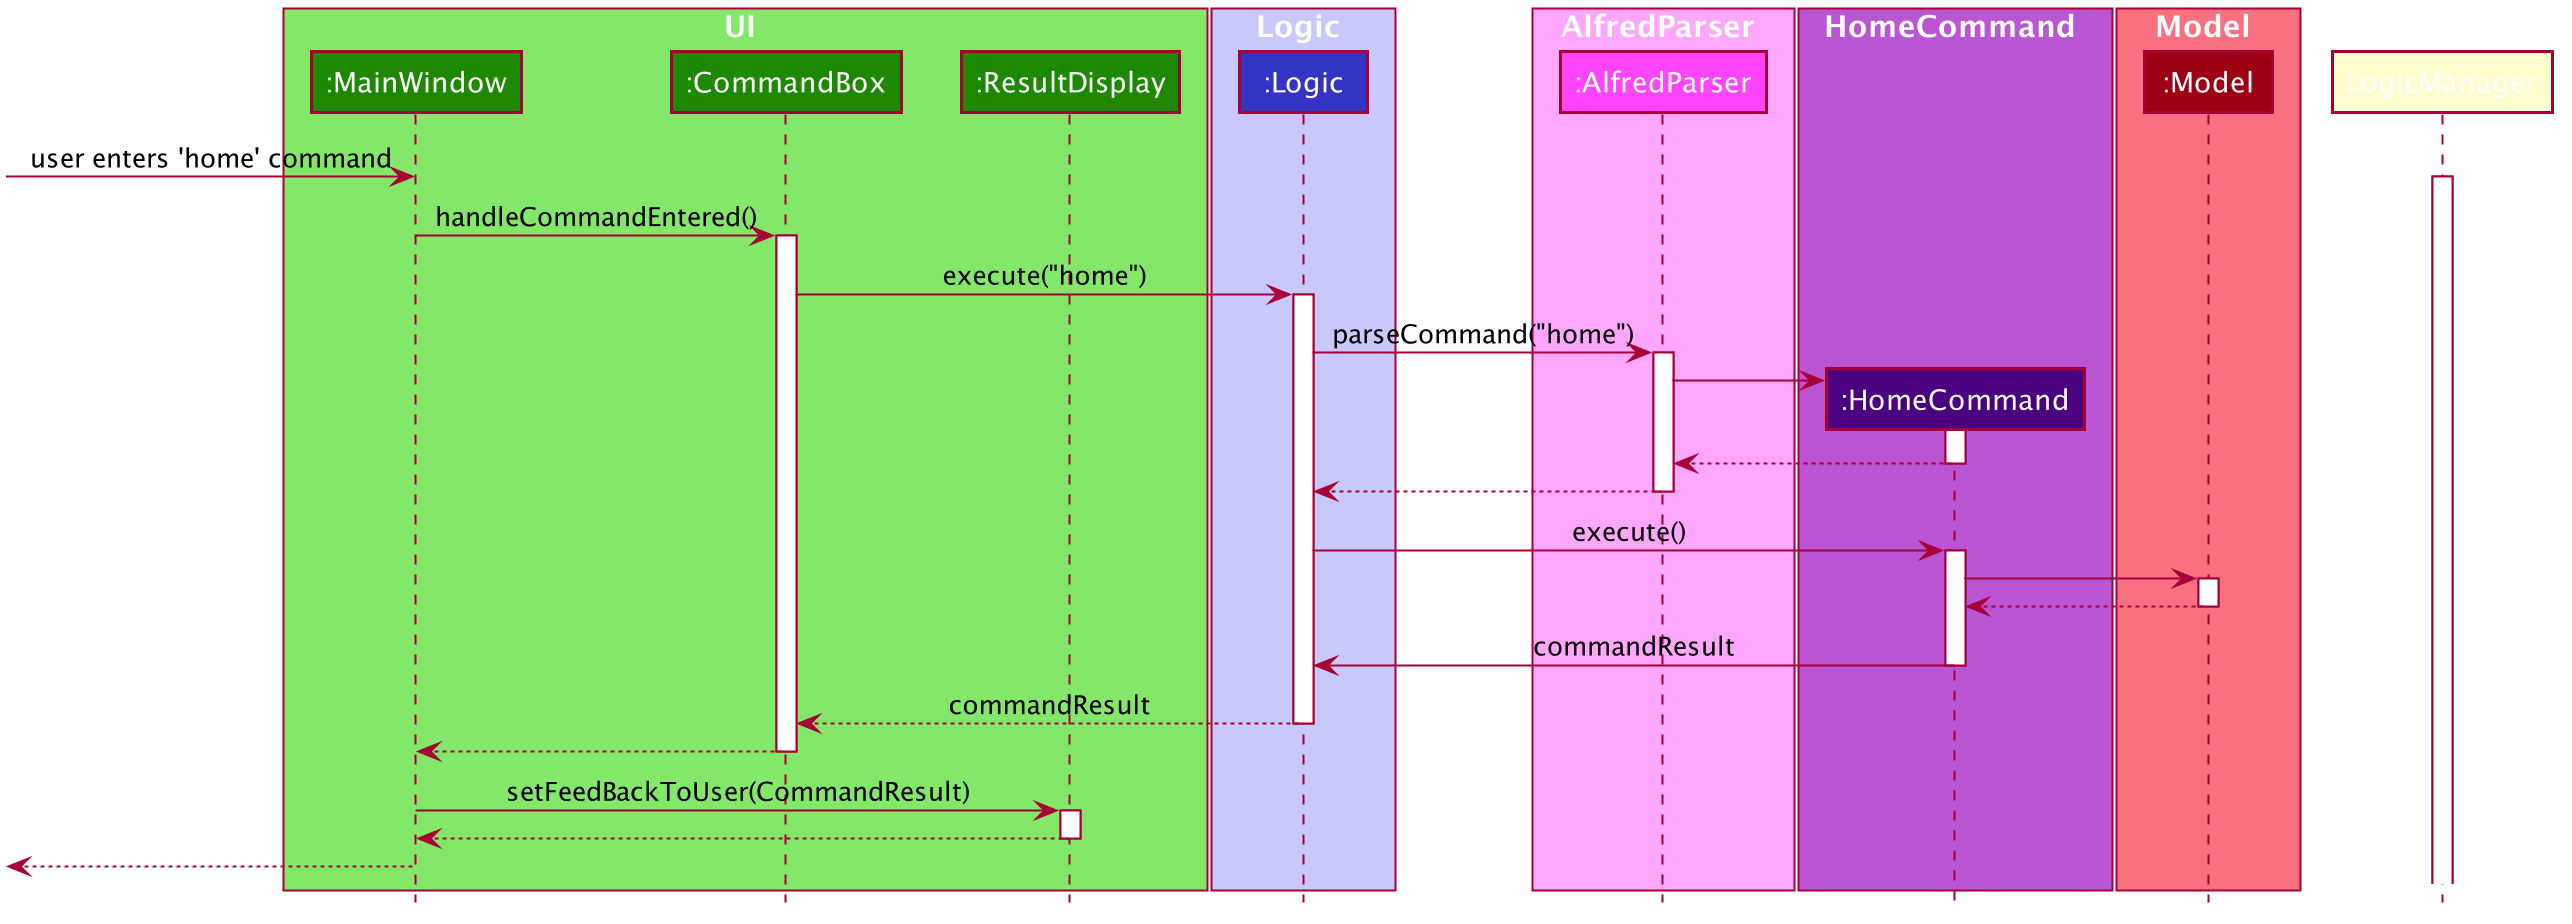 UI
Logic
AlfredParser
HomeCommand
Model
:MainWindow
:CommandBox
:ResultDisplay
:Logic
:AlfredParser
:Model
LogicManager
user enters 'home' command
handleCommandEntered()
execute("home")
parseCommand("home")
:HomeCommand
execute()
commandResult
commandResult
setFeedBackToUser(CommandResult)